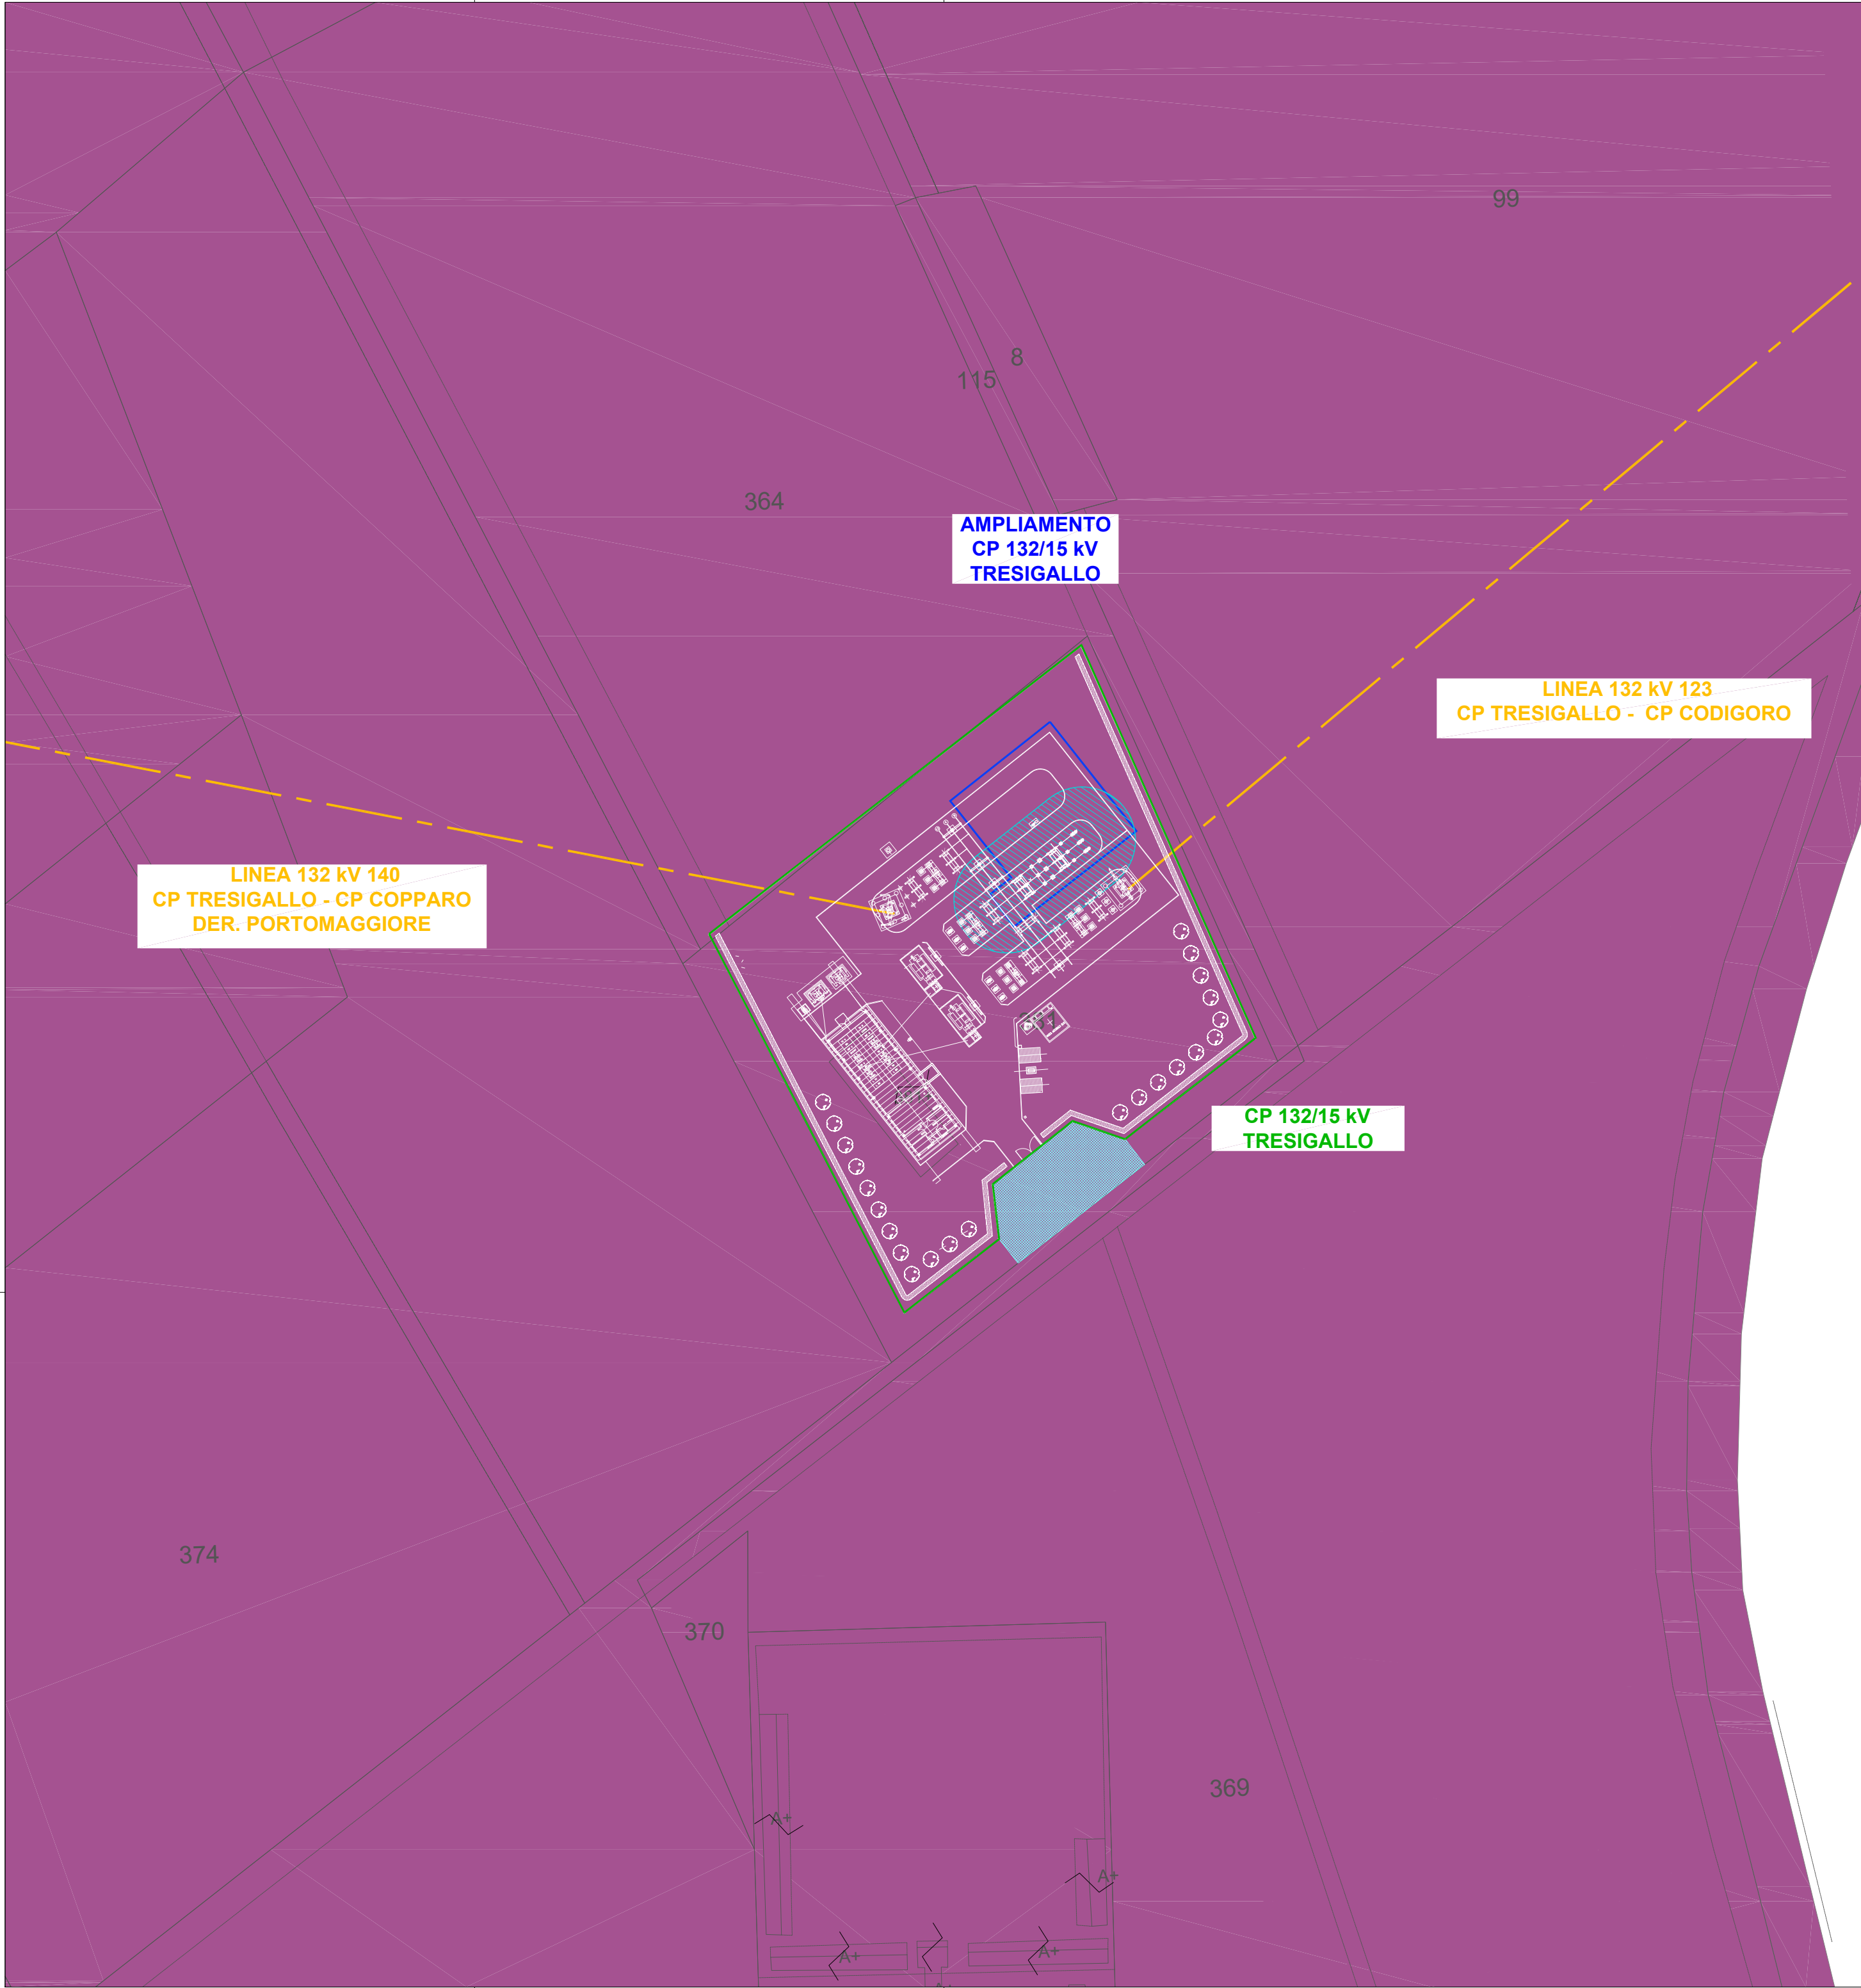 99
8
115
364
AMPLIAMENTO
CP 132/15 kV
TRESIGALLO
LINEA 132 kV 123
CP TRESIGALLO - CP CODIGORO
LINEA 132 kV 140
CP TRESIGALLO - CP COPPARO
DER. PORTOMAGGIORE
CP 132/15 kV
TRESIGALLO
374
370
369
A+
A+
A+
A+